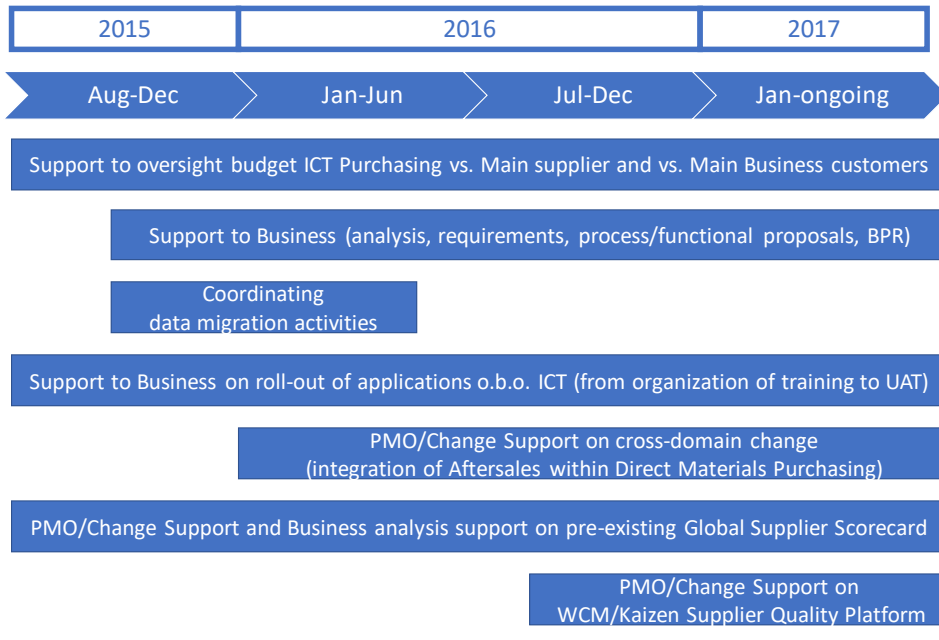 2015
2016
2017
Aug-Dec
Jan-Jun
Jul-Dec
Jan-ongoing
Support to oversight budget ICT Purchasing vs. Main supplier and vs. Main Business customers
Support to Business (analysis, requirements, process/functional proposals, BPR)
Coordinating
data migration activities
Support to Business on roll-out of applications o.b.o. ICT (from organization of training to UAT)
PMO/Change Support on cross-domain change
(integration of Aftersales within Direct Materials Purchasing)
PMO/Change Support and Business analysis support on pre-existing Global Supplier Scorecard
PMO/Change Support on
WCM/Kaizen Supplier Quality Platform